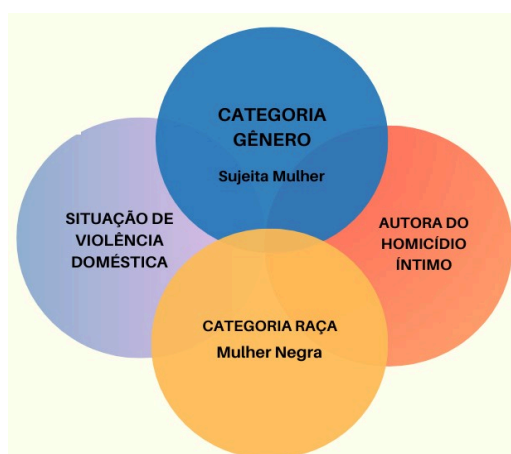 CATEGORIA
GÊNERO
Sujeita Mulher
SITUAÇÃO DE
VIOLÊNCIA
DOMÉSTICA
AUTORA DO
HOMICÍDIO
ÍNTIMO
CATEGORIA RAÇA
Mulher Negra